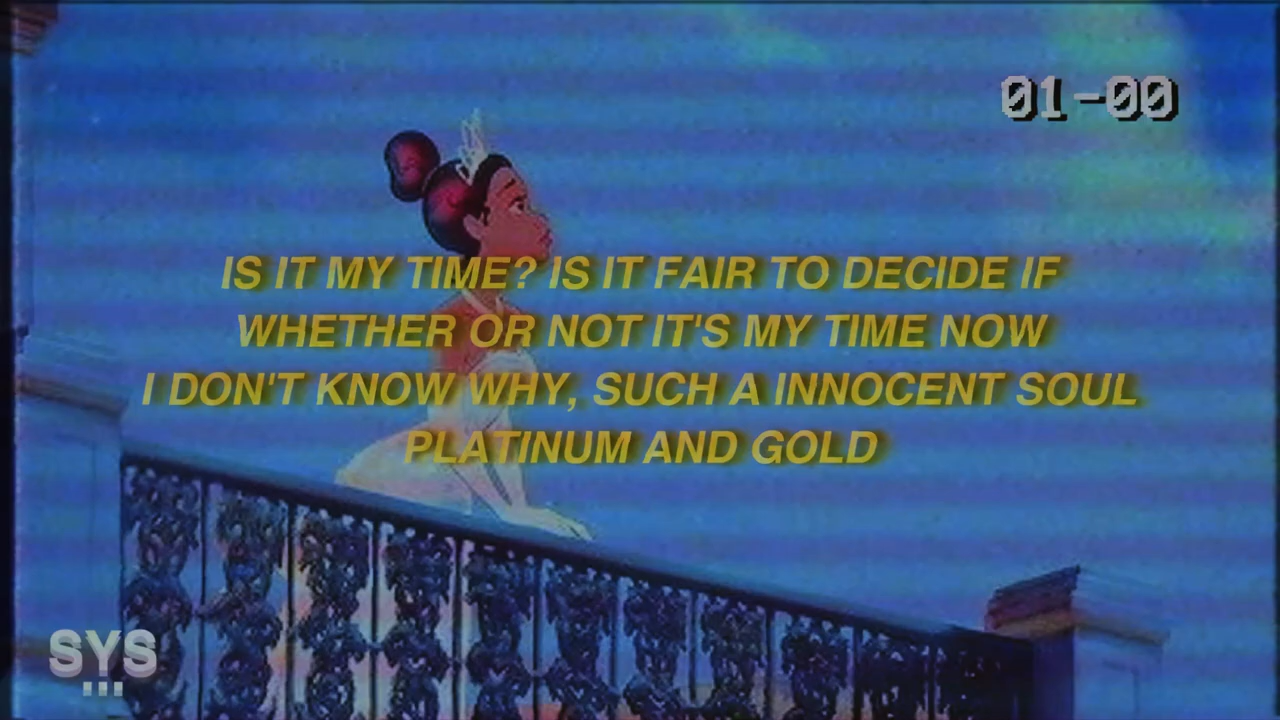 01-00
IS IT MY TIME? IS IT FAIR TO DECIDE IF
WHETHER OR NOT IT'S MY TIME NOW
I DON'T KNOW WHY, SUCH A INNOCENT SOUL
PLATINUM AND GOLD
SYS